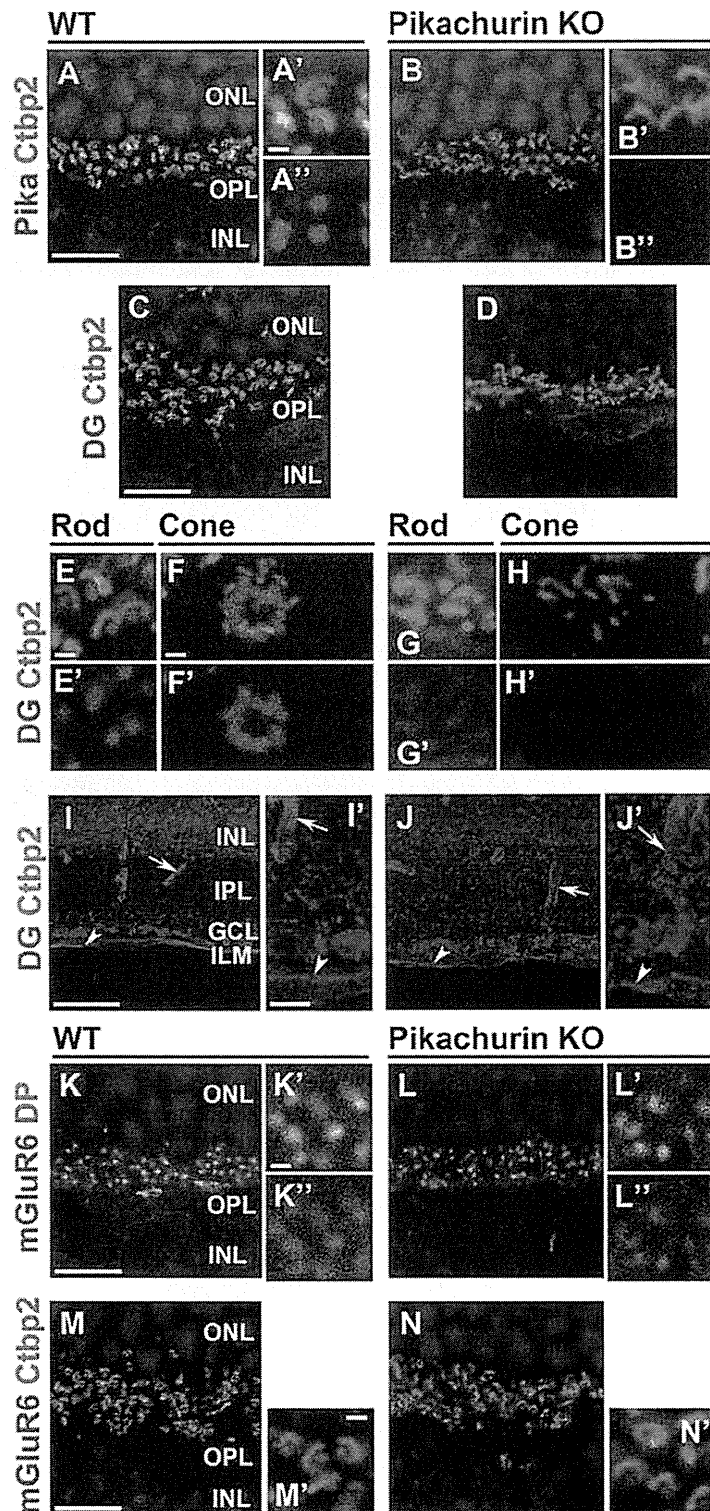 WT Pikachurin KO
Pika Ctbp2
A ONL OPL INL
A'
A''
B
B'
B''
DG Ctbp2
C ONL OPL INL
D
Rod Cone Rod Cone
DG Ctbp2
E F G H
E' F' G' H'
DG Ctbp2
I INL IPL GCL ILM
I'
J
J'
WT Pikachurin KO
mGluR6 DP
K ONL OPL INL
K'
K''
L
L'
L''
mGluR6 Ctbp2
M ONL OPL INL
M'
N
N'